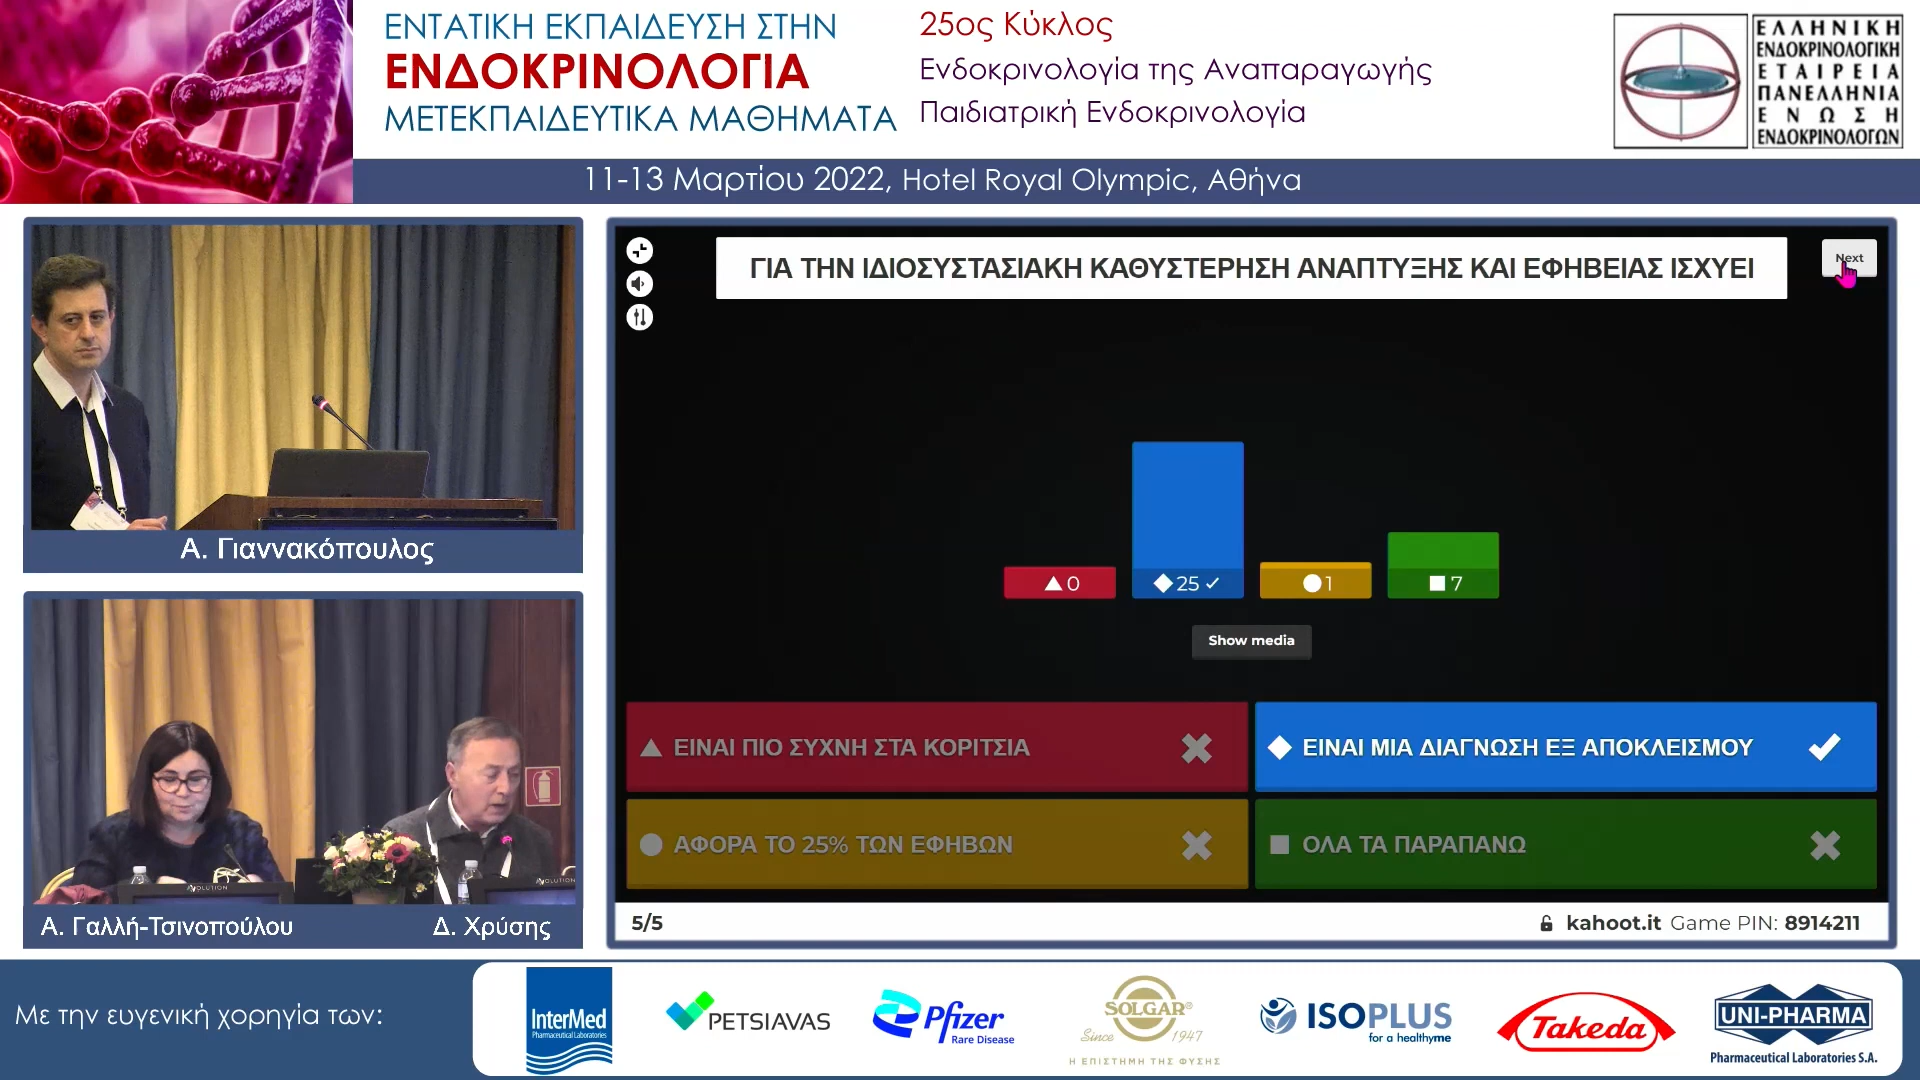 ΕΝΤΑΤΙΚΗ ΕΚΠΑΙΔΕΥΣΗ ΣΤΗΝ
ΕΝΔΟΚΡΙΝΟΛΟΓΙΑ
ΜΕΤΕΚΠΑΙΔΕΥΤΙΚΑ ΜΑΘΗΜΑΤΑ
25ος Κύκλος
Ενδοκρινολογία της Αναπαραγωγής
Παιδιατρική Ενδοκρινολογία
ΕΛΛΗΝΙΚΗ
ΕΝΔΟΚΡΙΝΟΛΟΓΙΚΗ
ΕΤΑΙΡΕΙΑ
ΠΑΝΕΛΛΗΝΙΑ
ΕΝΩΣΗ
ΕΝΔΟΚΡΙΝΟΛΟΓΩΝ
11-13 Μαρτίου 2022, Hotel Royal Olympic, Αθήνα
Α. Γιαννακόπουλος
Α. Γαλλή-Τσινοπούλου
Δ. Χρύσης
ΓΙΑ ΤΗΝ ΙΔΙΟΣΥΣΤΑΣΙΑΚΗ ΚΑΘΥΣΤΕΡΗΣΗ ΑΝΑΠΤΥΞΗΣ ΚΑΙ ΕΦΗΒΕΙΑΣ ΙΣΧΥΕΙ
Next
0
25
1
7
Show media
ΕΙΝΑΙ ΠΙΟ ΣΥΧΝΗ ΣΤΑ ΚΟΡΙΤΣΙΑ
ΕΙΝΑΙ ΜΙΑ ΔΙΑΓΝΩΣΗ ΕΞ ΑΠΟΚΛΕΙΣΜΟΥ
ΑΦΟΡΑ ΤΟ 25% ΤΩΝ ΕΦΗΒΩΝ
ΟΛΑ ΤΑ ΠΑΡΑΠΑΝΩ
5/5
kahoot.it Game PIN: 8914211
Με την ευγενική χορηγία των:
InterMed
Pharmaceutical Laboratories
PETSIAVAS
Pfizer
Rare Disease
SOLGAR®
Since 1947
Η ΕΠΙΣΤΗΜΗ ΤΗΣ ΦΥΣΗΣ
ISOPLUS
for a healthyme
Takeda
UNI-PHARMA
Pharmaceutical Laboratories S.A.